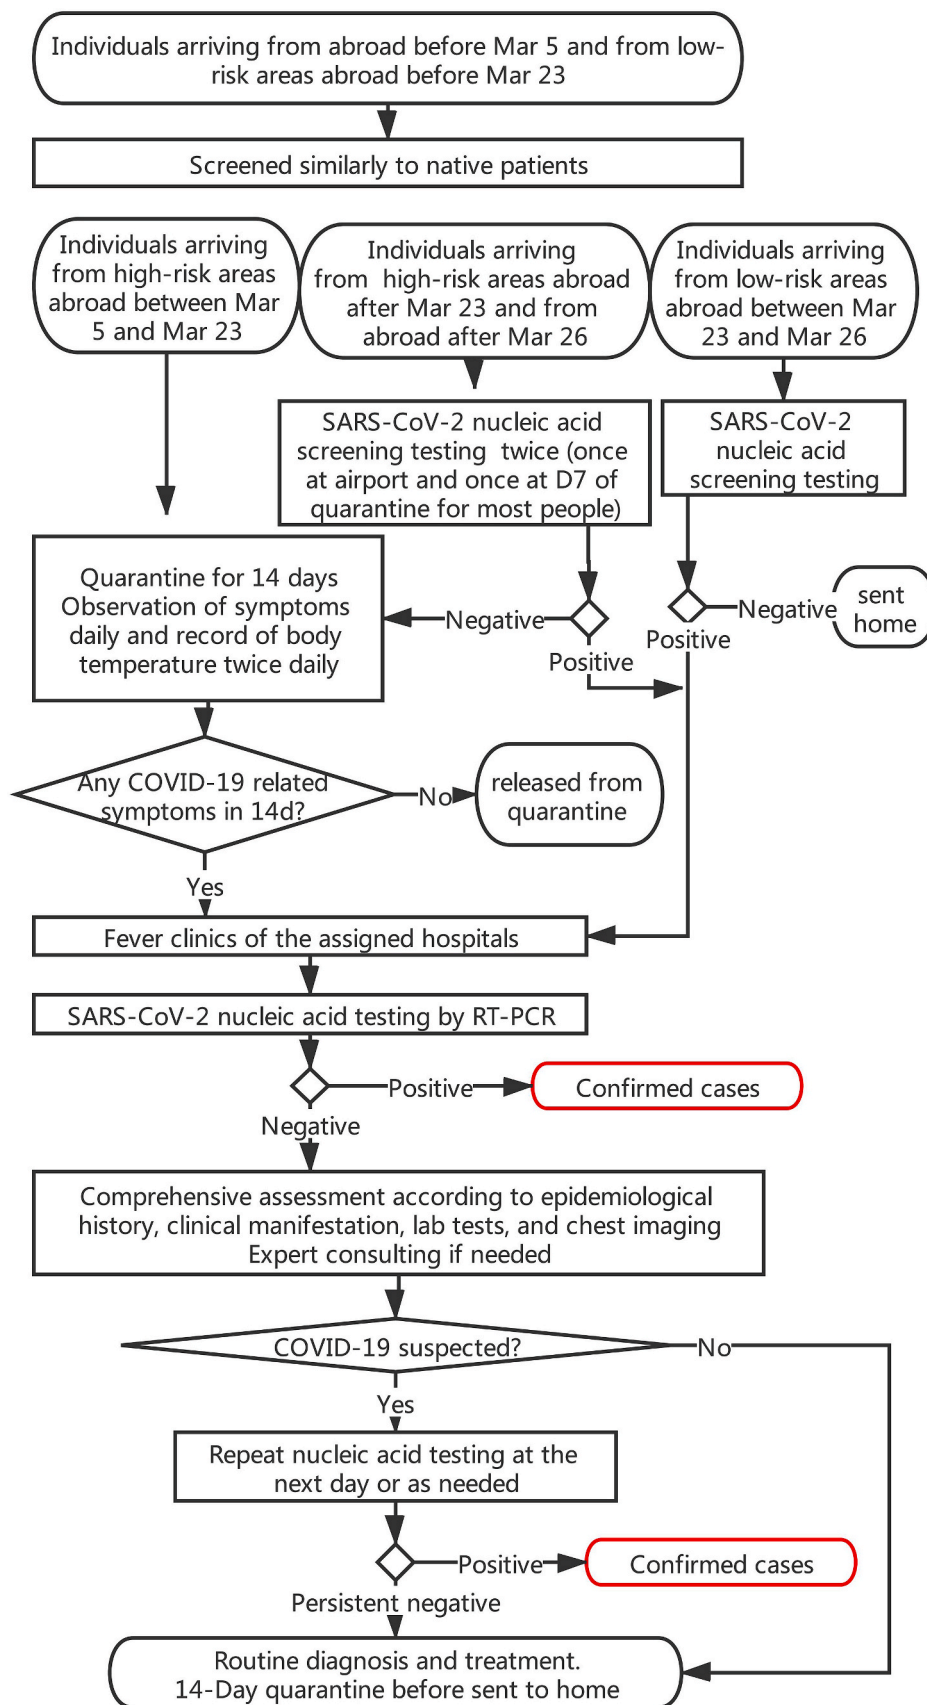 Individuals arriving from abroad before Mar 5 and from low-
risk areas abroad before Mar 23
Screened similarly to native patients
Individuals arriving
from high-risk areas
abroad between Mar
5 and Mar 23
Individuals arriving
from high-risk areas abroad
after Mar 23 and from
abroad after Mar 26
Individuals arriving
from low-risk areas
abroad between Mar
23 and Mar 26
SARS-CoV-2 nucleic acid
screening testing twice (once
at airport and once at D7 of
quarantine for most people)
SARS-CoV-2
nucleic acid
screening testing
Quarantine for 14 days
Observation of symptoms
daily and record of body
temperature twice daily
Negative
Positive
Negative
Positive
sent
home
Any COVID-19 related
symptoms in 14d?
No
released from
quarantine
Yes
Fever clinics of the assigned hospitals
SARS-CoV-2 nucleic acid testing by RT-PCR
Positive
Confirmed cases
Negative
Comprehensive assessment according to epidemiological
history, clinical manifestation, lab tests, and chest imaging
Expert consulting if needed
COVID-19 suspected?
No
Yes
Repeat nucleic acid testing at the
next day or as needed
Positive
Confirmed cases
Persistent negative
Routine diagnosis and treatment.
14-Day quarantine before sent to home